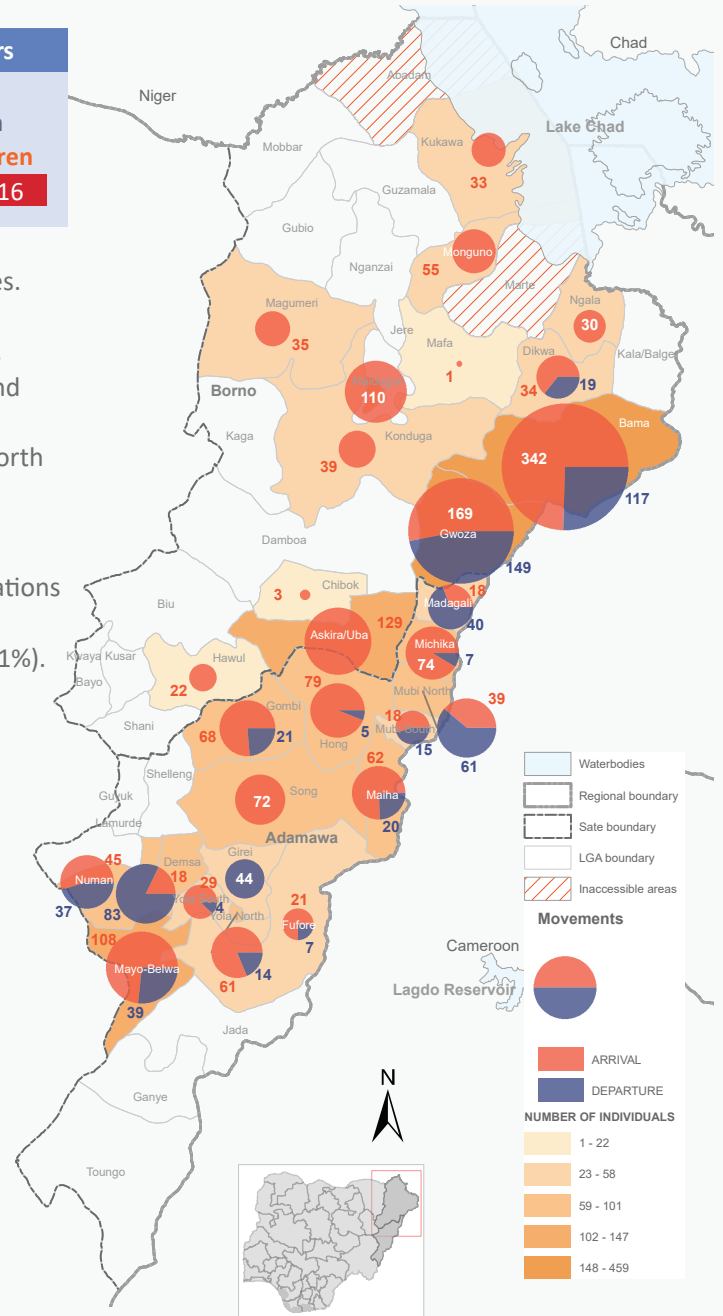 rs
ren
16
es.
nd
orth
ations
1%).
Chad
Niger
Abadam
Lake Chad
Mobbar
Kukawa
33
Guzamala
Gubio
Monguno
Nganzai
55
Marte
Magumeri
Ngala
30
Jere
35
Mafa
Dikwa
Kala/Balge
1
34
19
Borno
110
Bama
Kaga
Konduga
39
342
117
169
Gwoza
149
Damboa
Chibok
3
18
Biu
Madagali
40
129
Askira/Uba
Michika
74
7
Kwaya Kusar
Hawul
Bayo
79
Mubi North
22
39
Gombi
18
Mubi South
Shani
68
21
5
15
61
Hong
62
Shelleng
Guyuk
72
Song
Maiha
Lamurde
20
Adamawa
Girei
45
Demsa
18
29
44
Numan
Yola South
4
37
83
21
Yola North
Fufore
108
7
Mayo-Belwa
61
14
39
Jada
Ganye
Toungo
N
Cameroon
Lagdo Reservoir
Waterbodies
Regional boundary
Sate boundary
LGA boundary
Inaccessible areas
Movements
ARRIVAL
DEPARTURE
NUMBER OF INDIVIDUALS
1 - 22
23 - 58
59 - 101
102 - 147
148 - 459